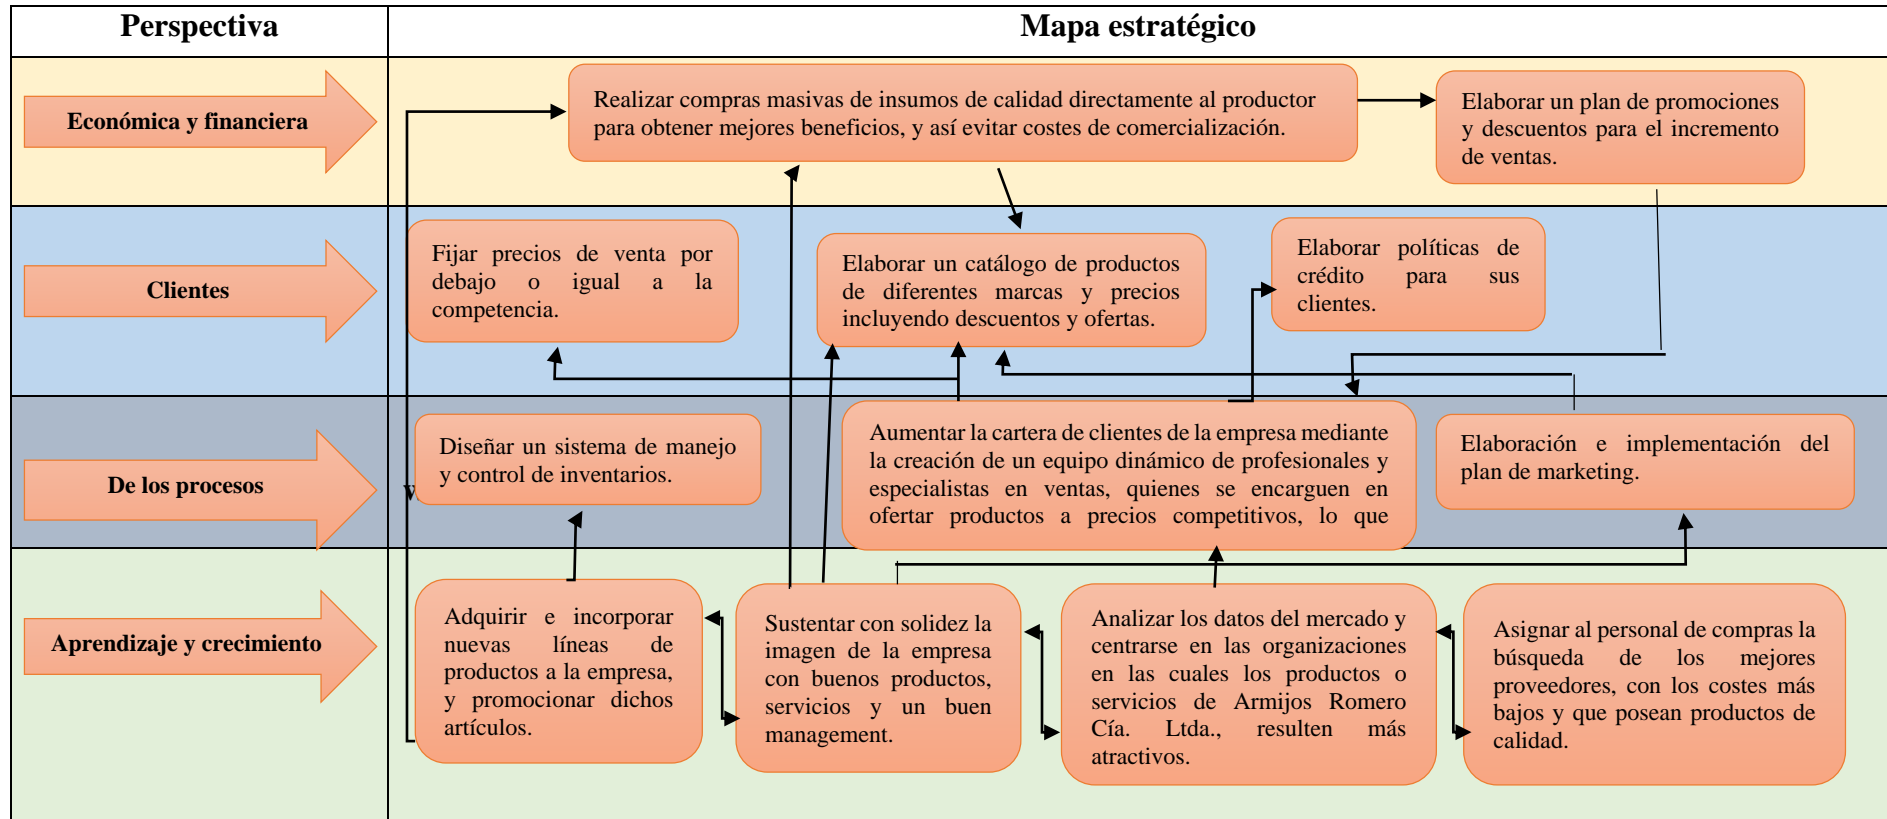 Perspectiva
Mapa estratégico
Económica y financiera
Realizar compras masivas de insumos de calidad directamente al productor
para obtener mejores beneficios, y así evitar costes de comercialización.
Elaborar un plan de promociones
y descuentos para el incremento
de ventas.
Clientes
Fijar precios de venta por
debajo o igual a la
competencia.
Elaborar un catálogo de productos
de diferentes marcas y precios
incluyendo descuentos y ofertas.
Elaborar políticas de
crédito para sus
clientes.
De los procesos
Diseñar un sistema de manejo
y control de inventarios.
Aumentar la cartera de clientes de la empresa mediante
la creación de un equipo dinámico de profesionales y
especialistas en ventas, quienes se encarguen en
ofertar productos a precios competitivos, lo que
Elaboración e implementación del
plan de marketing.
Aprendizaje y crecimiento
Adquirir e incorporar
nuevas líneas de
productos a la empresa,
y promocionar dichos
artículos.
Sustentar con solidez la
imagen de la empresa
con buenos productos,
servicios y un buen
management.
Analizar los datos del mercado y
centrarse en las organizaciones
en las cuales los productos o
servicios de Armijos Romero
Cía. Ltda., resulten más
atractivos.
Asignar al personal de compras la
búsqueda de los mejores
proveedores, con los costes más
bajos y que posean productos de
calidad.